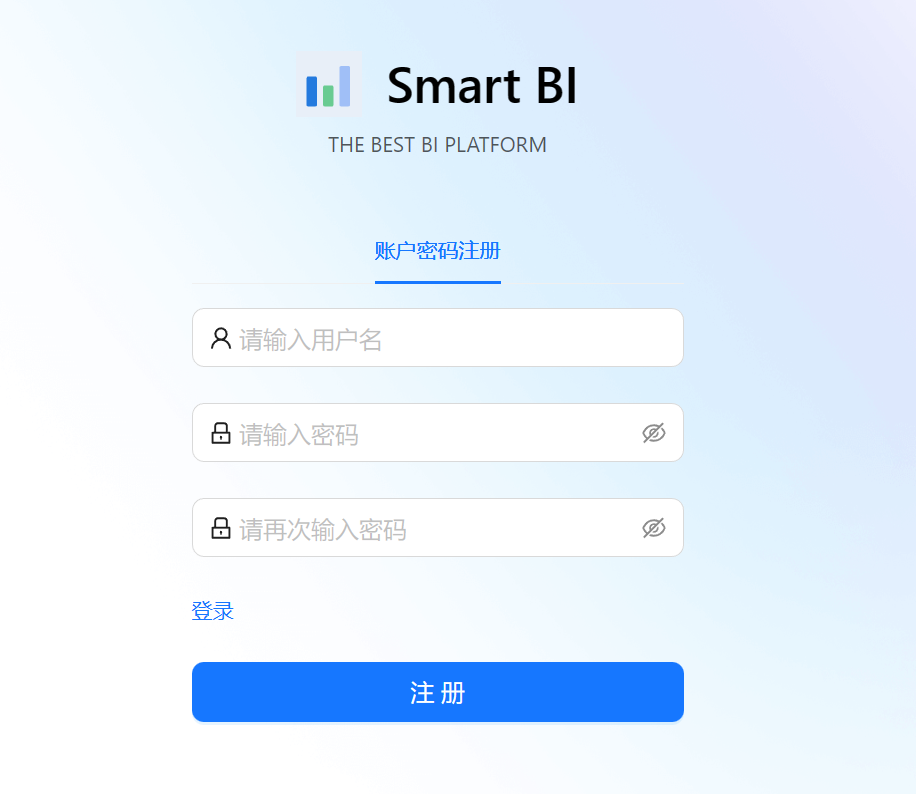 Smart BI
THE BEST BI PLATFORM
账户密码注册
请输入用户名
请输入密码
请再次输入密码
登录
注 册